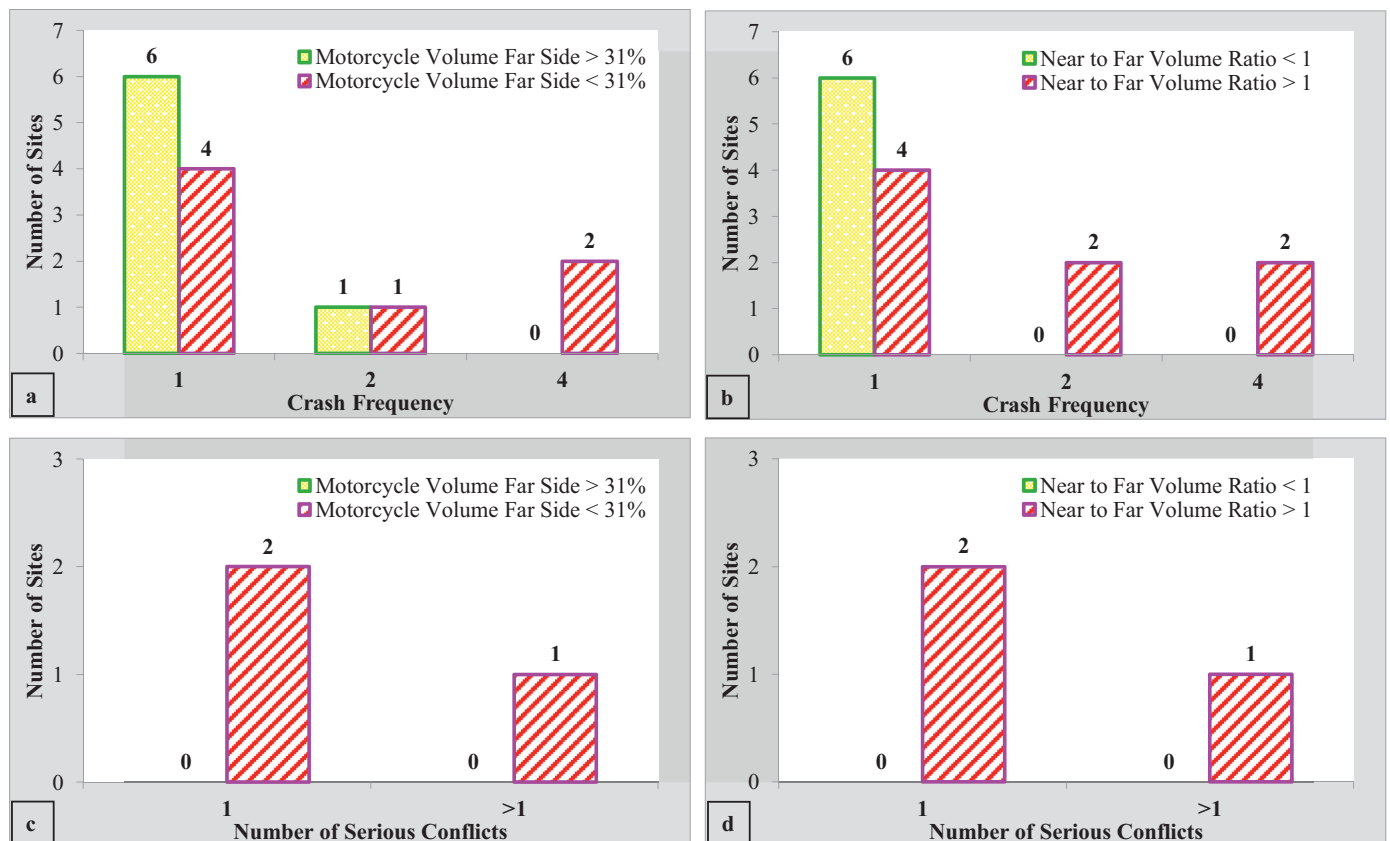 7
6
5
4
3
2
1
0
Number of Sites
Motorcycle Volume Far Side > 31%
Motorcycle Volume Far Side < 31%
6
4
1
1
0
2
1
2
4
Crash Frequency
a
7
6
5
4
3
2
1
0
Number of Sites
Near to Far Volume Ratio < 1
Near to Far Volume Ratio > 1
6
4
0
2
0
2
1
2
4
Crash Frequency
b
3
2
1
0
Number of Sites
Motorcycle Volume Far Side > 31%
Motorcycle Volume Far Side < 31%
0
2
0
1
1
>1
Number of Serious Conflicts
c
3
2
1
0
Number of Sites
Near to Far Volume Ratio < 1
Near to Far Volume Ratio > 1
0
2
0
1
1
>1
Number of Serious Conflicts
d